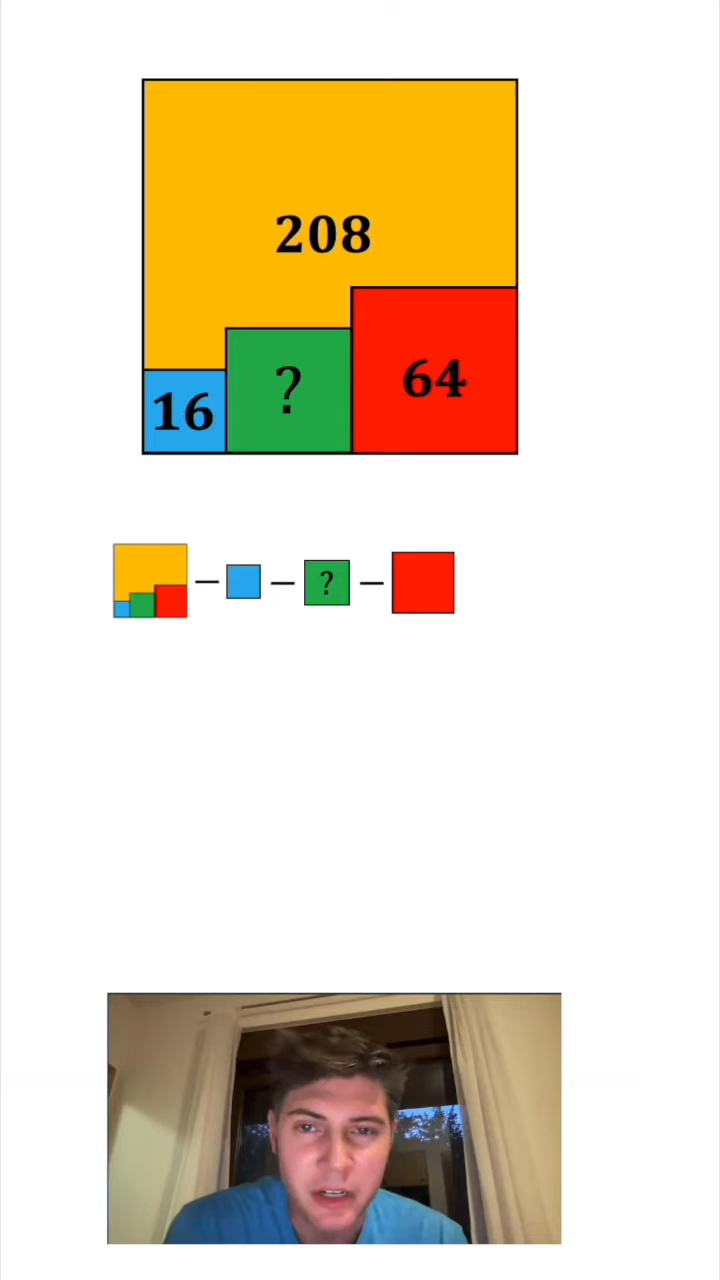 208
16 ? 64
– – ? –